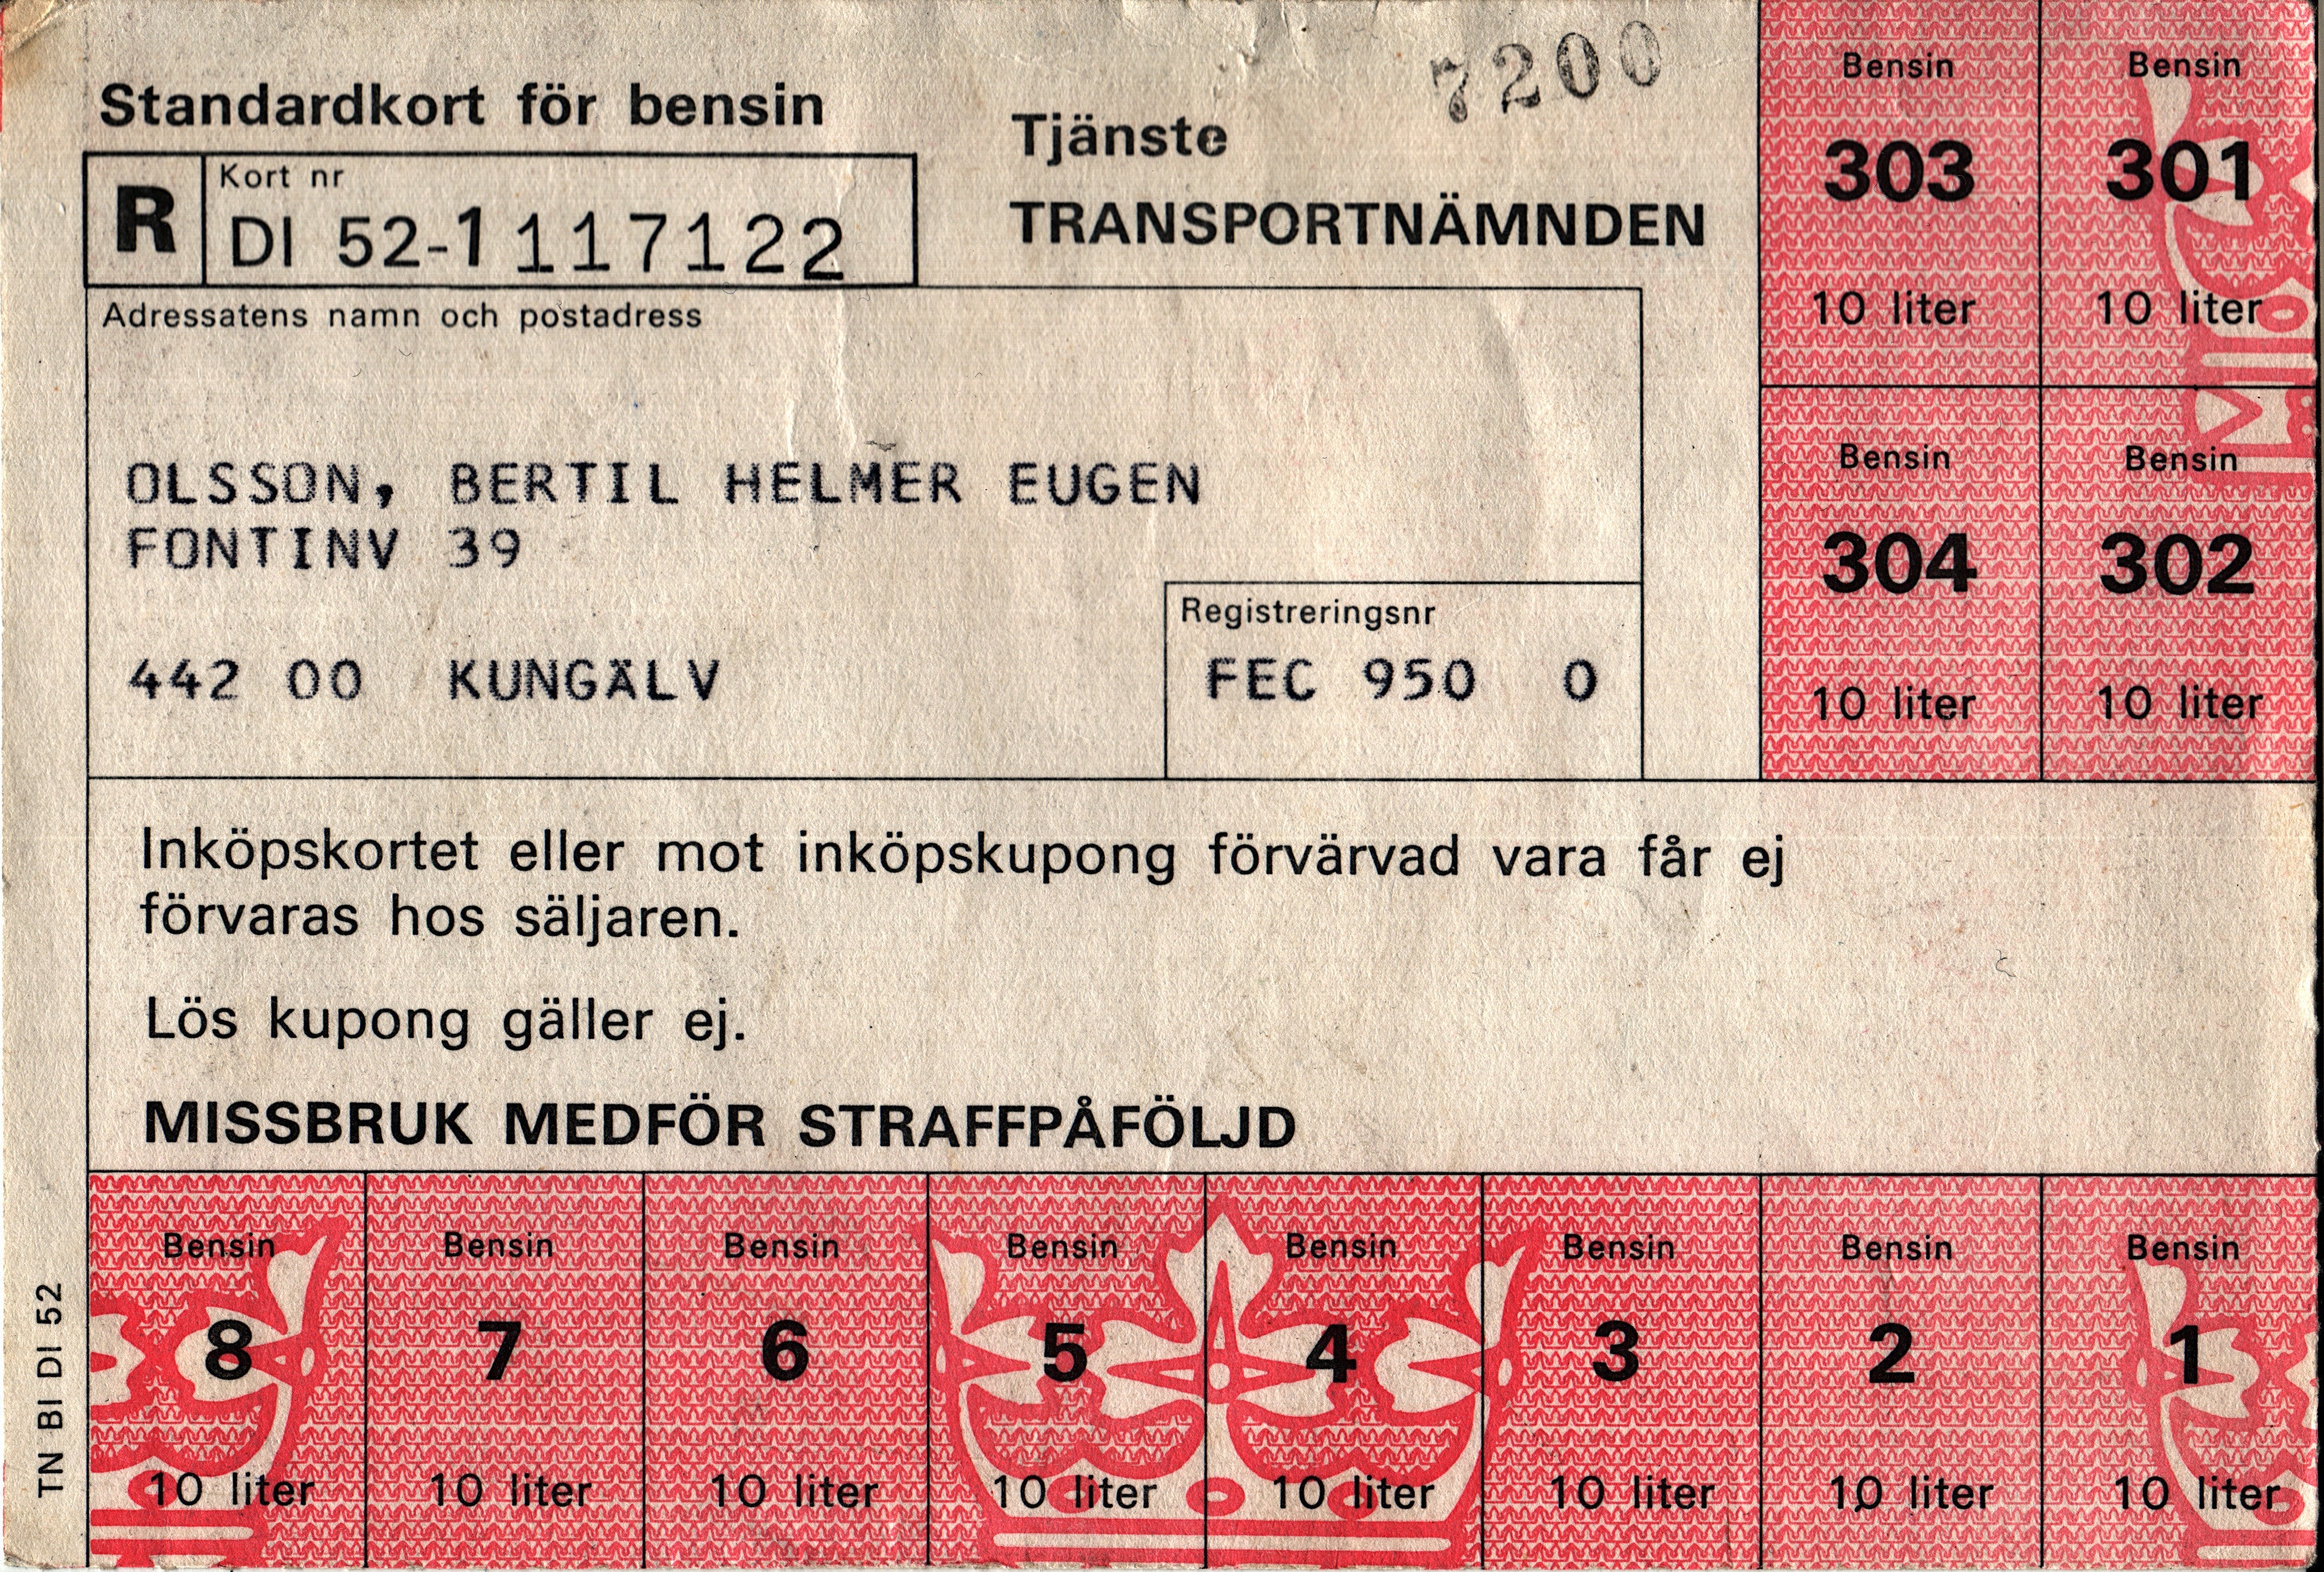 7200
Standardkort för bensin
Tjänste
TRANSPORTNÄMNDEN
R
Kort nr
DI 52-1117122
Adressatens namn och postadress
OLSSON, BERTIL HELMER EUGEN
FONTINV 39
442 00 KUNGÄLV
Registreringsnr
FEC 950 0
Bensin
303
10 liter
Bensin
301
10 liter
Bensin
304
10 liter
Bensin
302
10 liter
Inköpskortet eller mot inköpskupong förvärvad vara får ej
förvaras hos säljaren.
Lös kupong gäller ej.
MISSBRUK MEDFÖR STRAFFPÅFÖLJD
TN BI DI 52
Bensin
8
10 liter
Bensin
7
10 liter
Bensin
6
10 liter
Bensin
5
10 liter
Bensin
4
10 liter
Bensin
3
10 liter
Bensin
2
10 liter
Bensin
1
10 liter